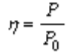 η = P / P₀